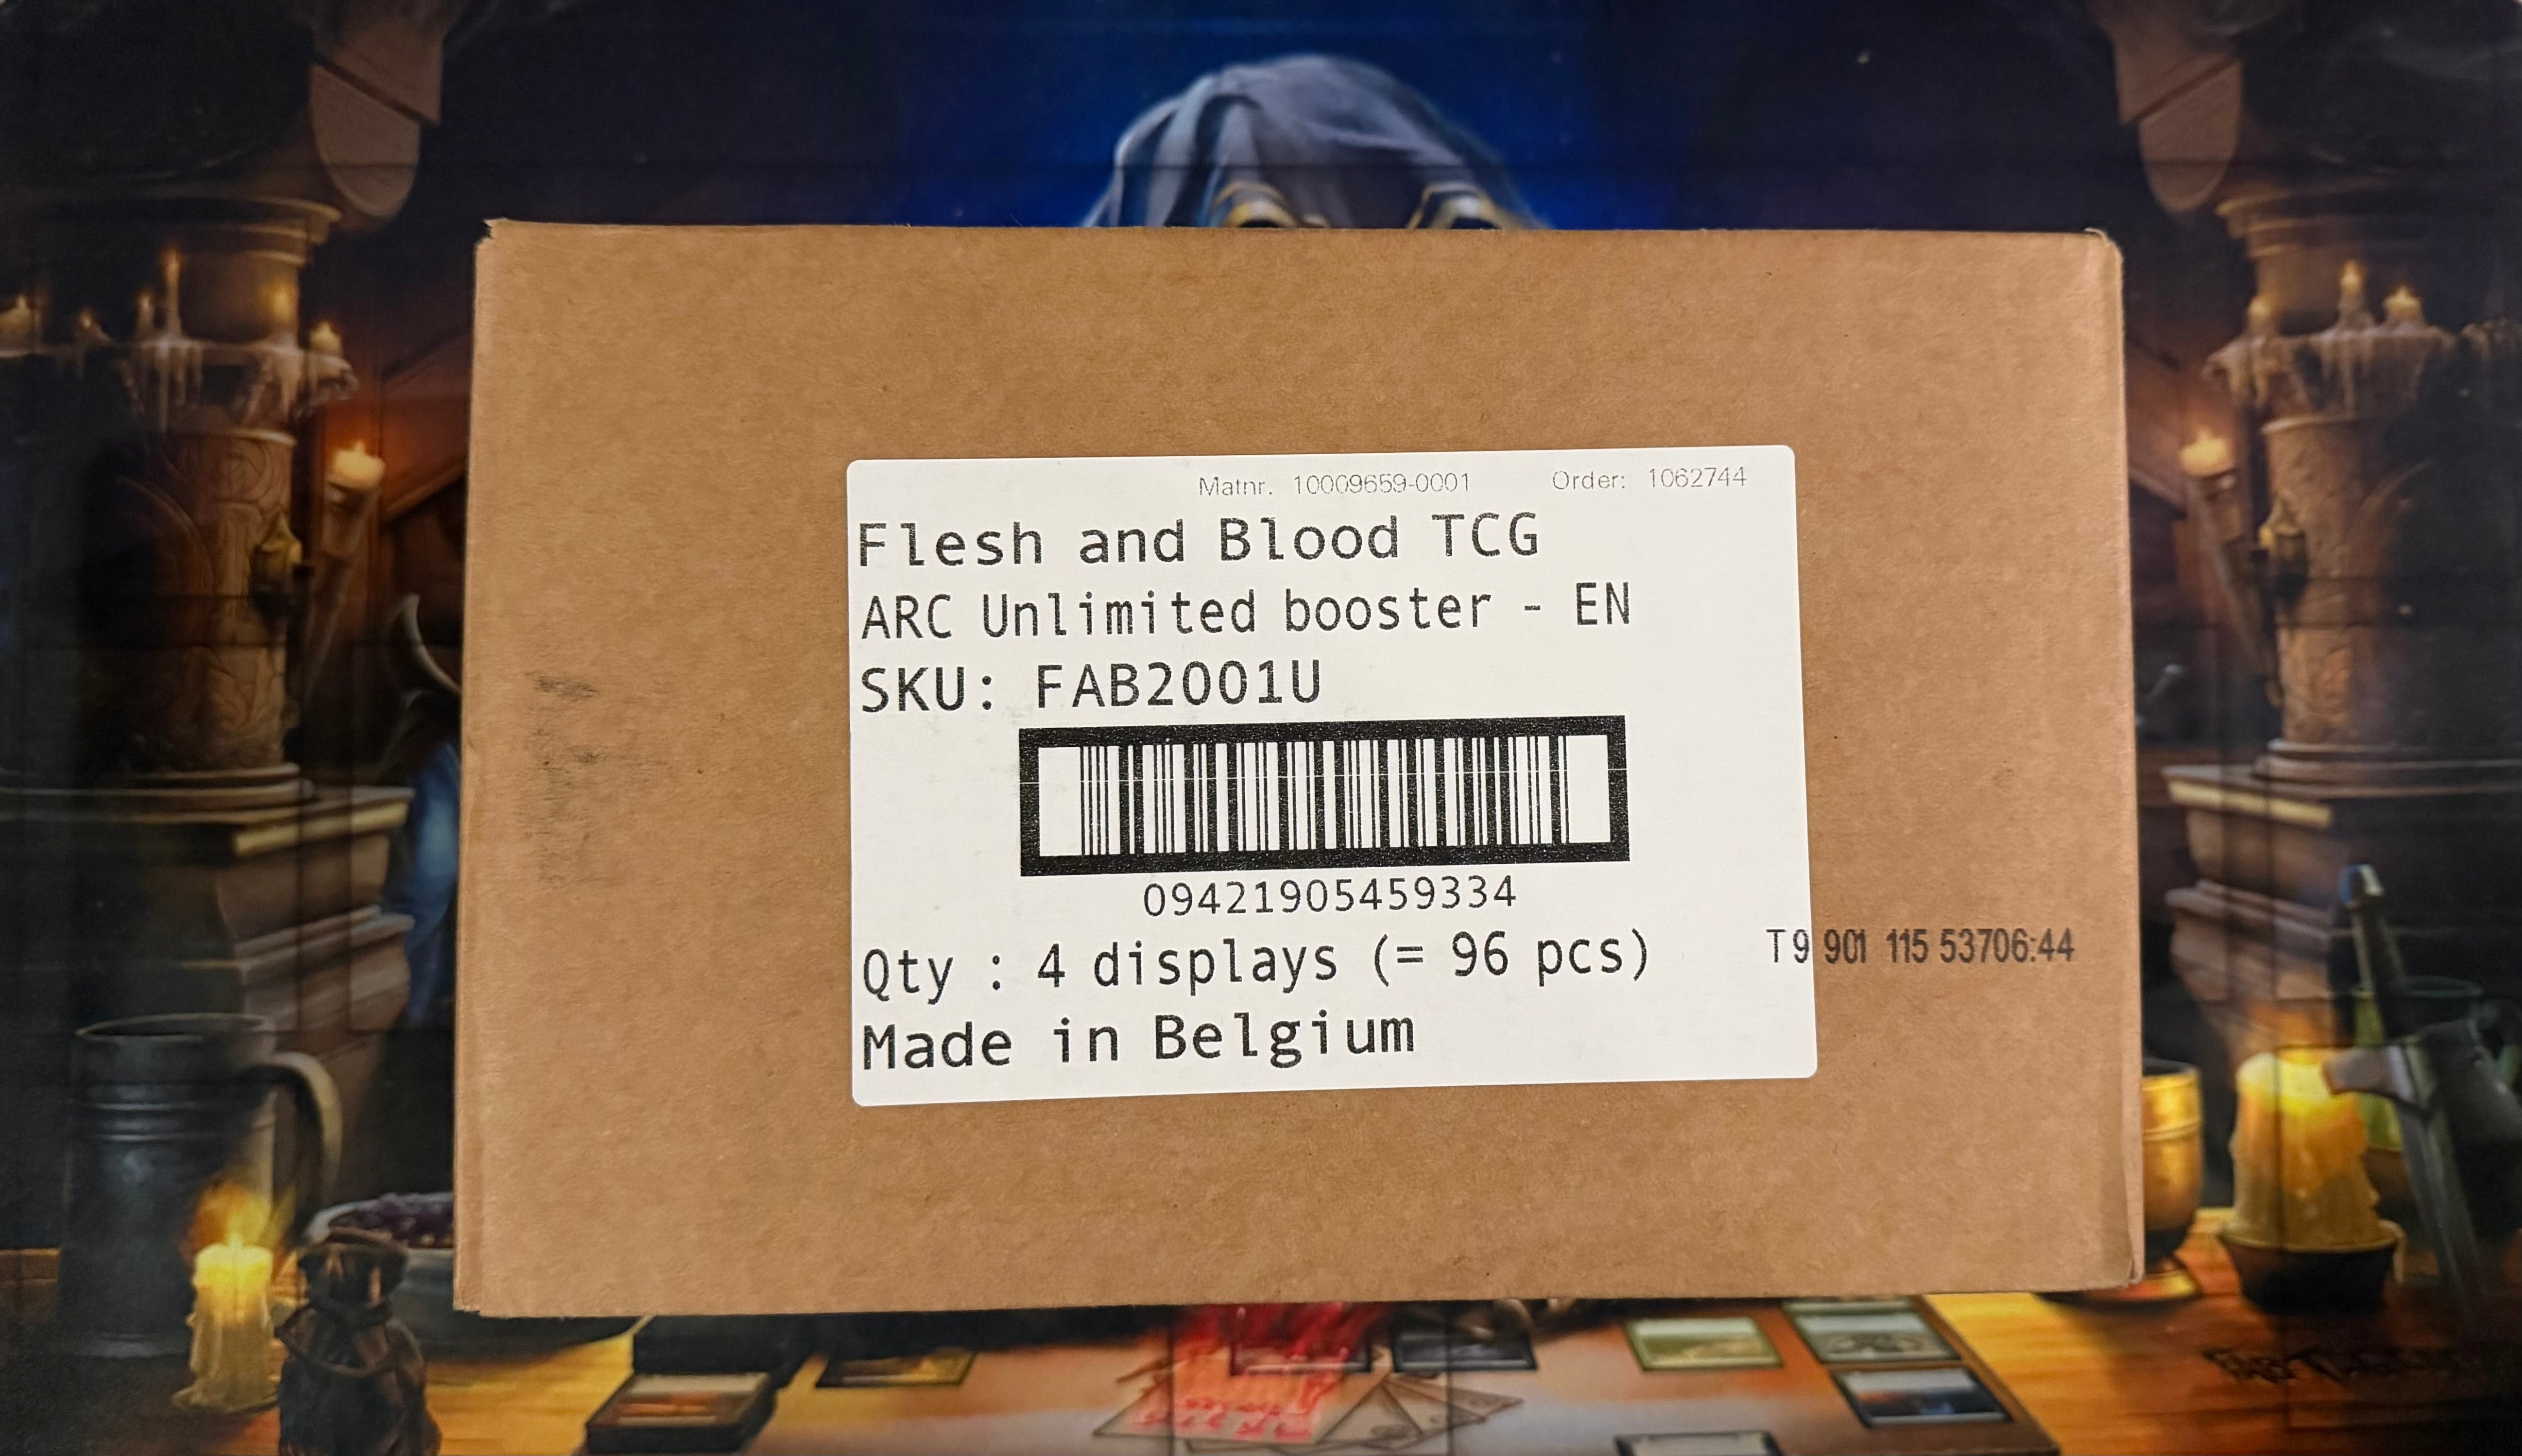 Matnr. 10009659-0001 Order: 1062744
Flesh and Blood TCG
ARC Unlimited booster - EN
SKU: FAB2001U
09421905459334
Qty : 4 displays (= 96 pcs)
T9 901 115 53706:44
Made in Belgium